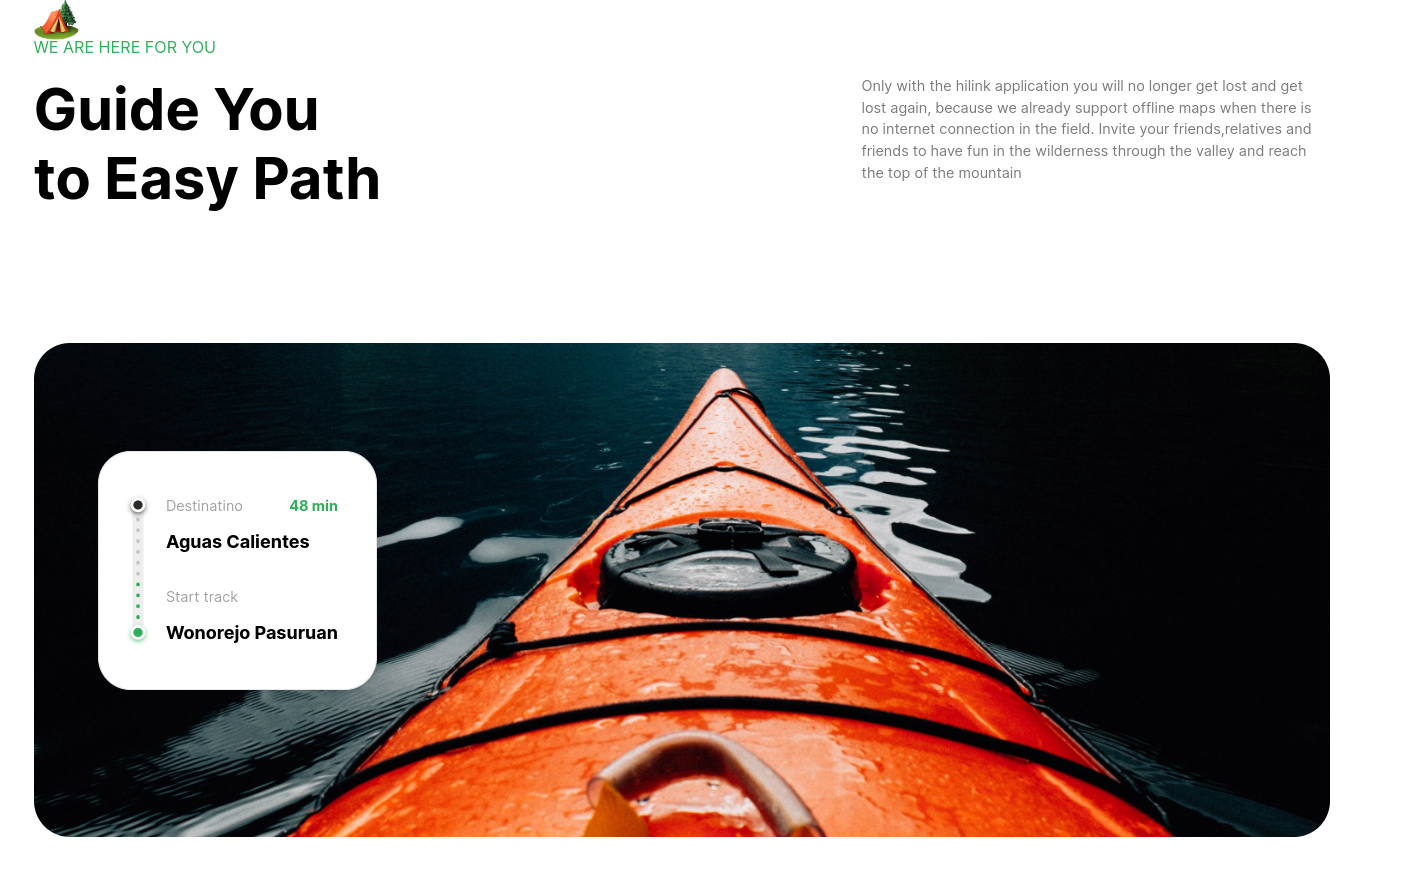 WE ARE HERE FOR YOU
Guide You
to Easy Path
Only with the hilink application you will no longer get lost and get
lost again, because we already support offline maps when there is
no internet connection in the field. Invite your friends,relatives and
friends to have fun in the wilderness through the valley and reach
the top of the mountain
Destinatino 48 min
Aguas Calientes
Start track
Wonorejo Pasuruan